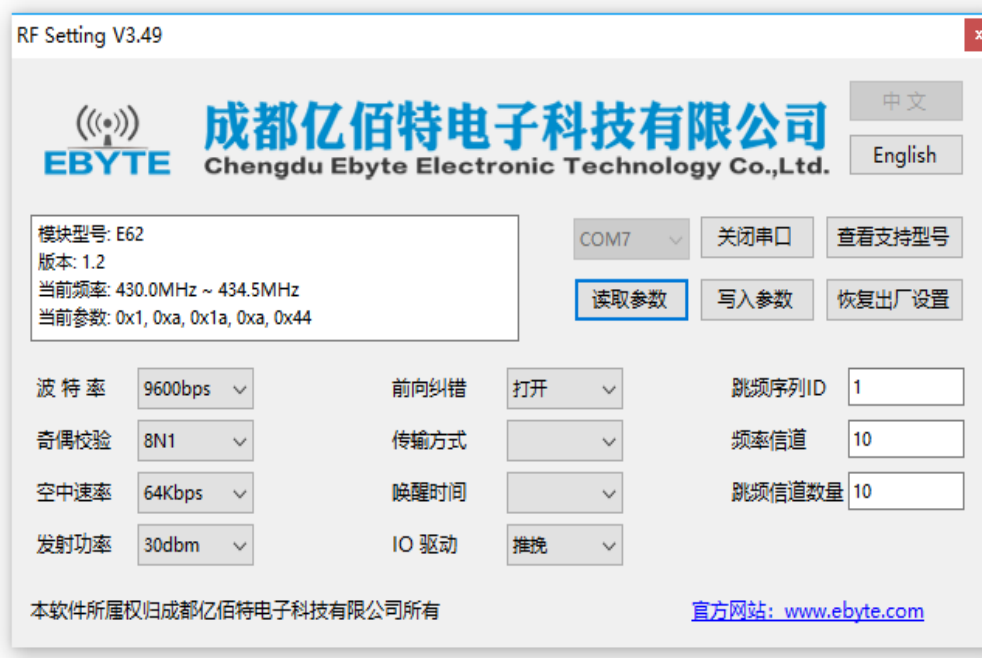 RF Setting V3.49
x
EBYTE
成都亿佰特电子科技有限公司
Chengdu Ebyte Electronic Technology Co.,Ltd.
中文
English
模块型号: E62
版本: 1.2
当前频率: 430.0MHz ~ 434.5MHz
当前参数: 0x1, 0xa, 0x1a, 0xa, 0x44
COM7 关闭串口 查看支持型号
读取参数 写入参数 恢复出厂设置
波特率 9600bps 前向纠错 打开 跳频序列ID 1
奇偶校验 8N1 传输方式 频率信道 10
空中速率 64Kbps 唤醒时间 跳频信道数量 10
发射功率 30dbm IO 驱动 推挽
本软件所属权归成都亿佰特电子科技有限公司所有 官方网站：www.ebyte.com